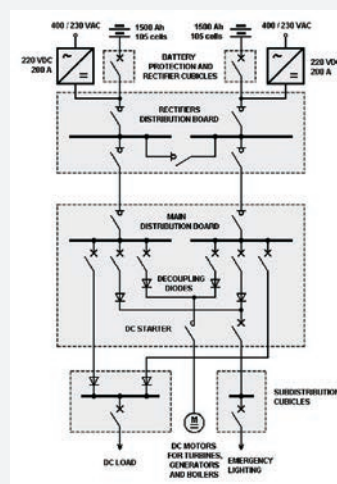 400 / 230 VAC
1500 Ah
105 cells
1500 Ah
105 cells
400 / 230 VAC
220 VDC
200 A
BATTERY
PROTECTION AND
RECTIFIER CUBICLES
220 VDC
200 A
RECTIFIERS
DISTRIBUTION BOARD
MAIN
DISTRIBUTION BOARD
DECOUPLING
DIODES
DC STARTER
SUBDISTRIBUTION
CUBICLES
M
DC LOAD
DC MOTORS
FOR TURBINES,
GENERATORS
AND BOILERS
EMERGENCY
LIGHTING